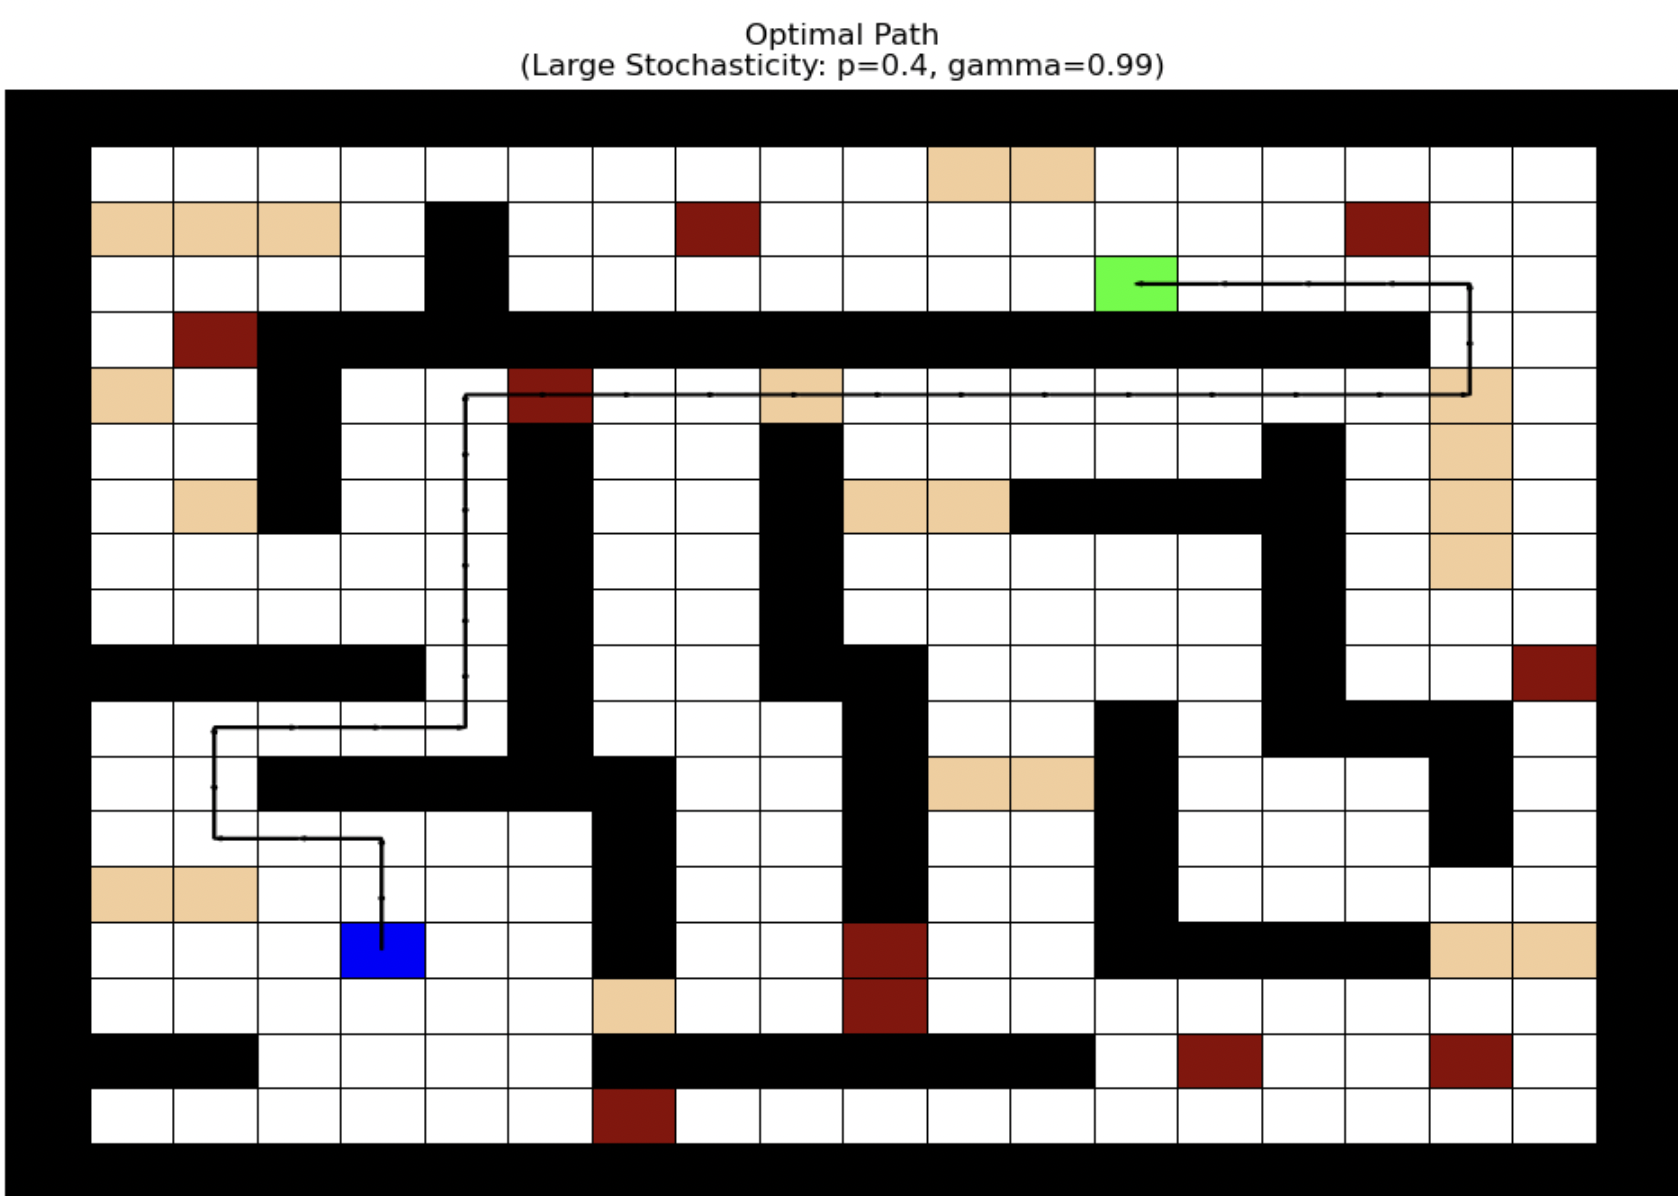 Optimal Path
(Large Stochasticity: p=0.4, gamma=0.99)